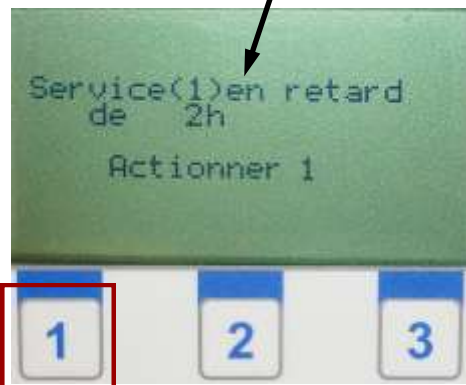 Service(1)en retard
de 2h
Actionner 1
1 2 3